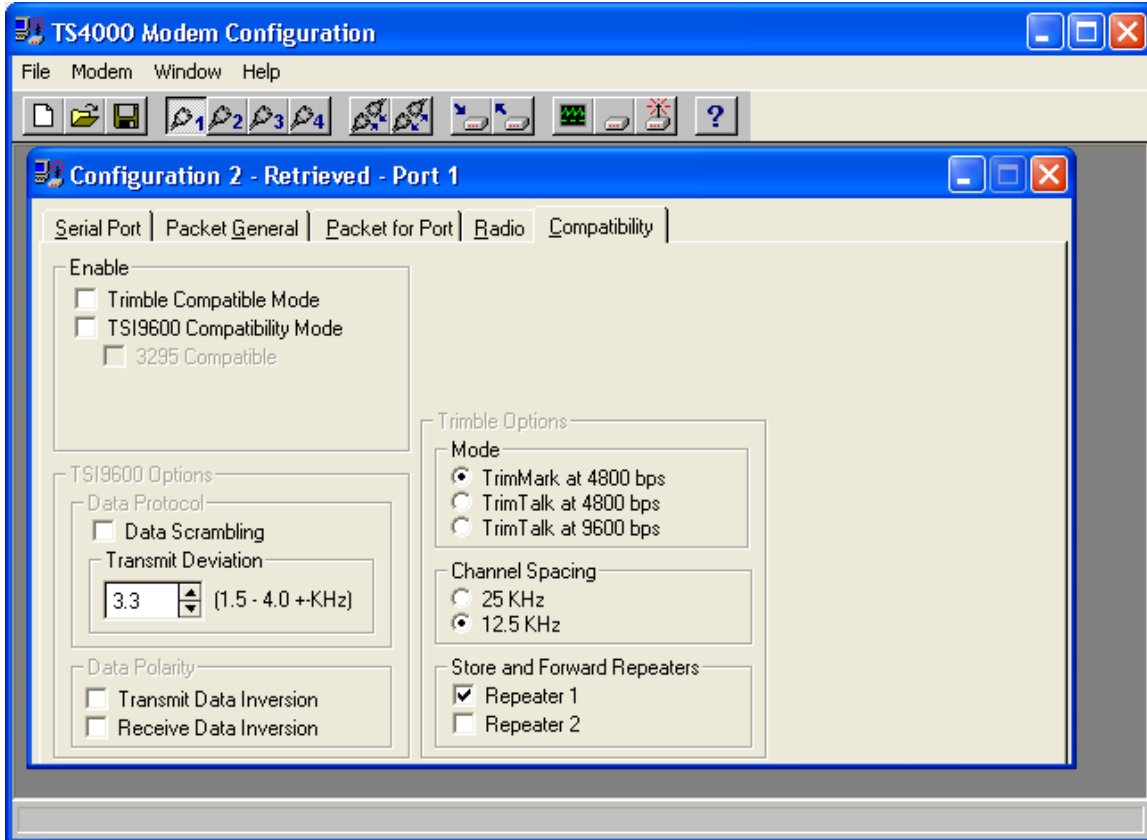 TS4000 Modem Configuration
File Modem Window Help
1 2 3 4 ?
Configuration 2 - Retrieved - Port 1
Serial Port Packet General Packet for Port Radio Compatibility
Enable
Trimble Compatible Mode
TSI9600 Compatibility Mode
3295 Compatible
TSI9600 Options
Data Protocol
Data Scrambling
Transmit Deviation
3.3 (1.5 - 4.0 +-KHz)
Data Polarity
Transmit Data Inversion
Receive Data Inversion
Trimble Options
Mode
TrimMark at 4800 bps
TrimTalk at 4800 bps
TrimTalk at 9600 bps
Channel Spacing
25 KHz
12.5 KHz
Store and Forward Repeaters
Repeater 1
Repeater 2